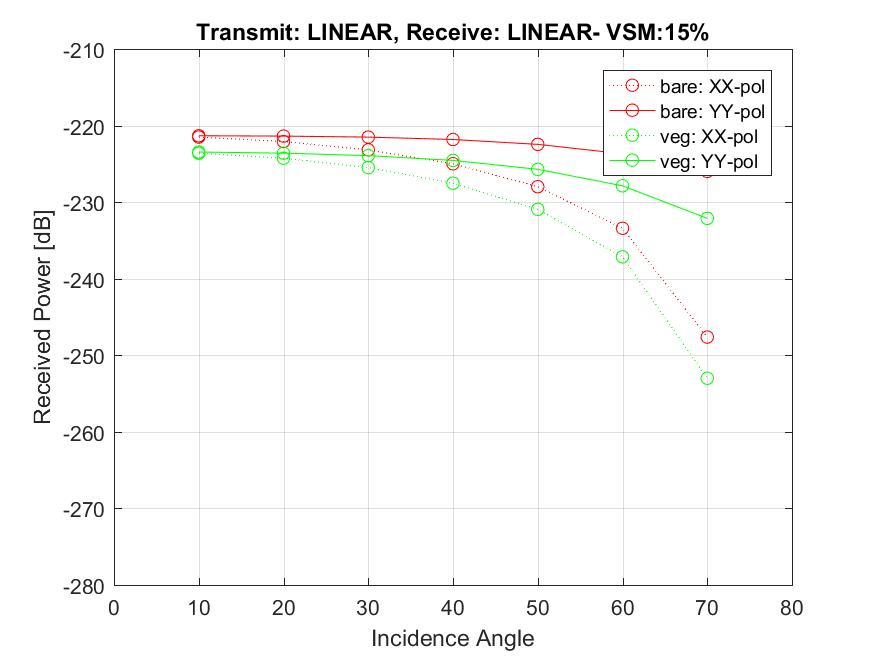 Transmit: LINEAR, Receive: LINEAR- VSM:15%
-210
-220
-230
-240
-250
-260
-270
-280
Received Power [dB]
bare: XX-pol
bare: YY-pol
veg: XX-pol
veg: YY-pol
0 10 20 30 40 50 60 70 80
Incidence Angle